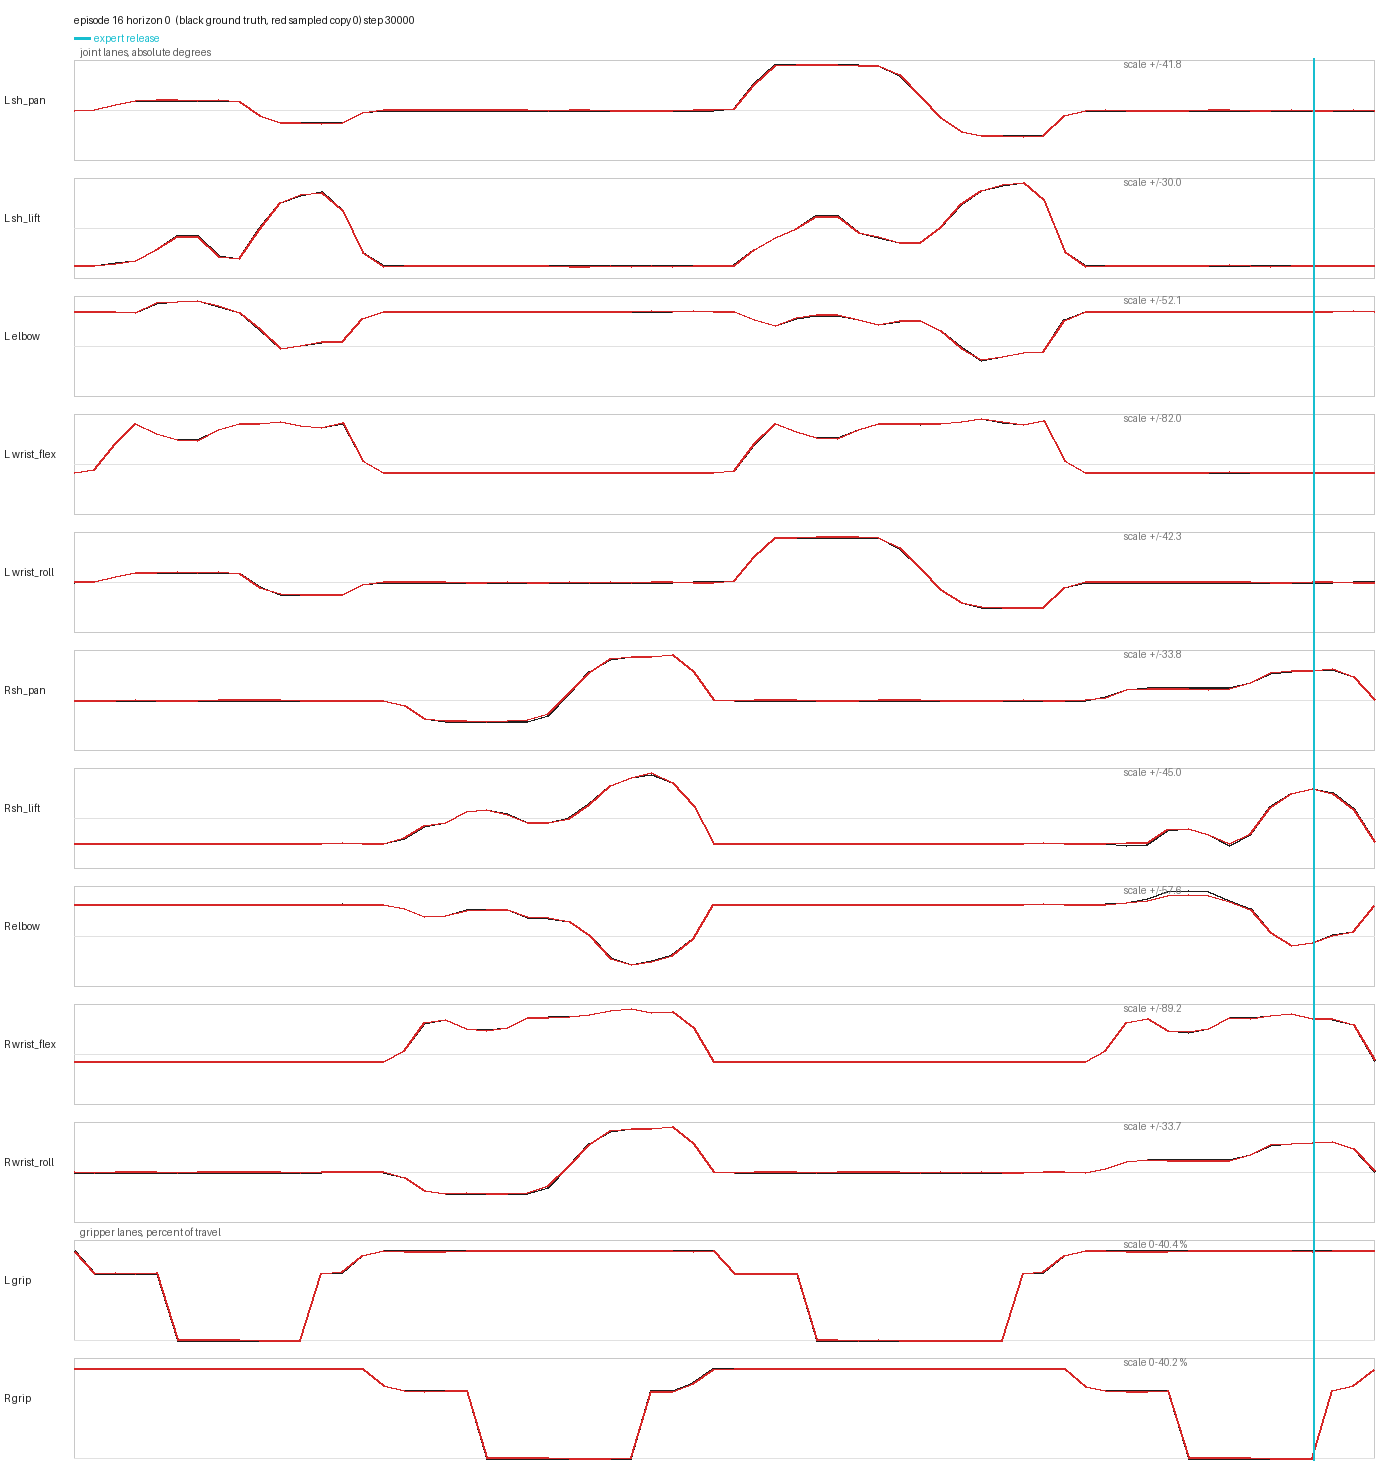 episode 16 horizon 0 (black ground truth, red sampled copy 0) step 30000
expert release
joint lanes, absolute degrees
L sh_pan
scale +/-41.8
L sh_lift
scale +/-30.0
L elbow
scale +/-52.1
L wrist_flex
scale +/-82.0
L wrist_roll
scale +/-42.3
R sh_pan
scale +/-33.8
R sh_lift
scale +/-45.0
R elbow
scale +/-57.6
R wrist_flex
scale +/-89.2
R wrist_roll
scale +/-33.7
gripper lanes, percent of travel
L grip
scale 0-40.4%
R grip
scale 0-40.2%